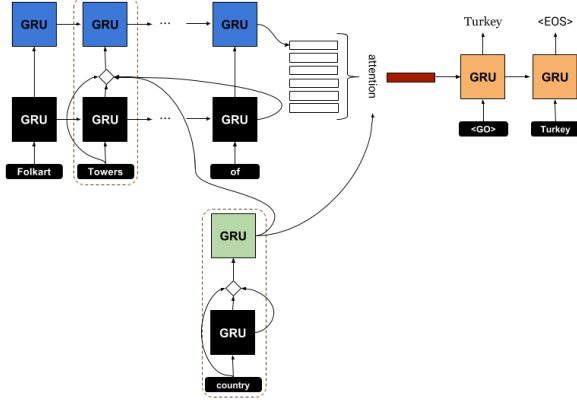 Turkey <EOS>
GRU GRU ... GRU
attention
GRU GRU
GRU GRU ... GRU
<GO> Turkey
Folkart Towers of
GRU
GRU
country